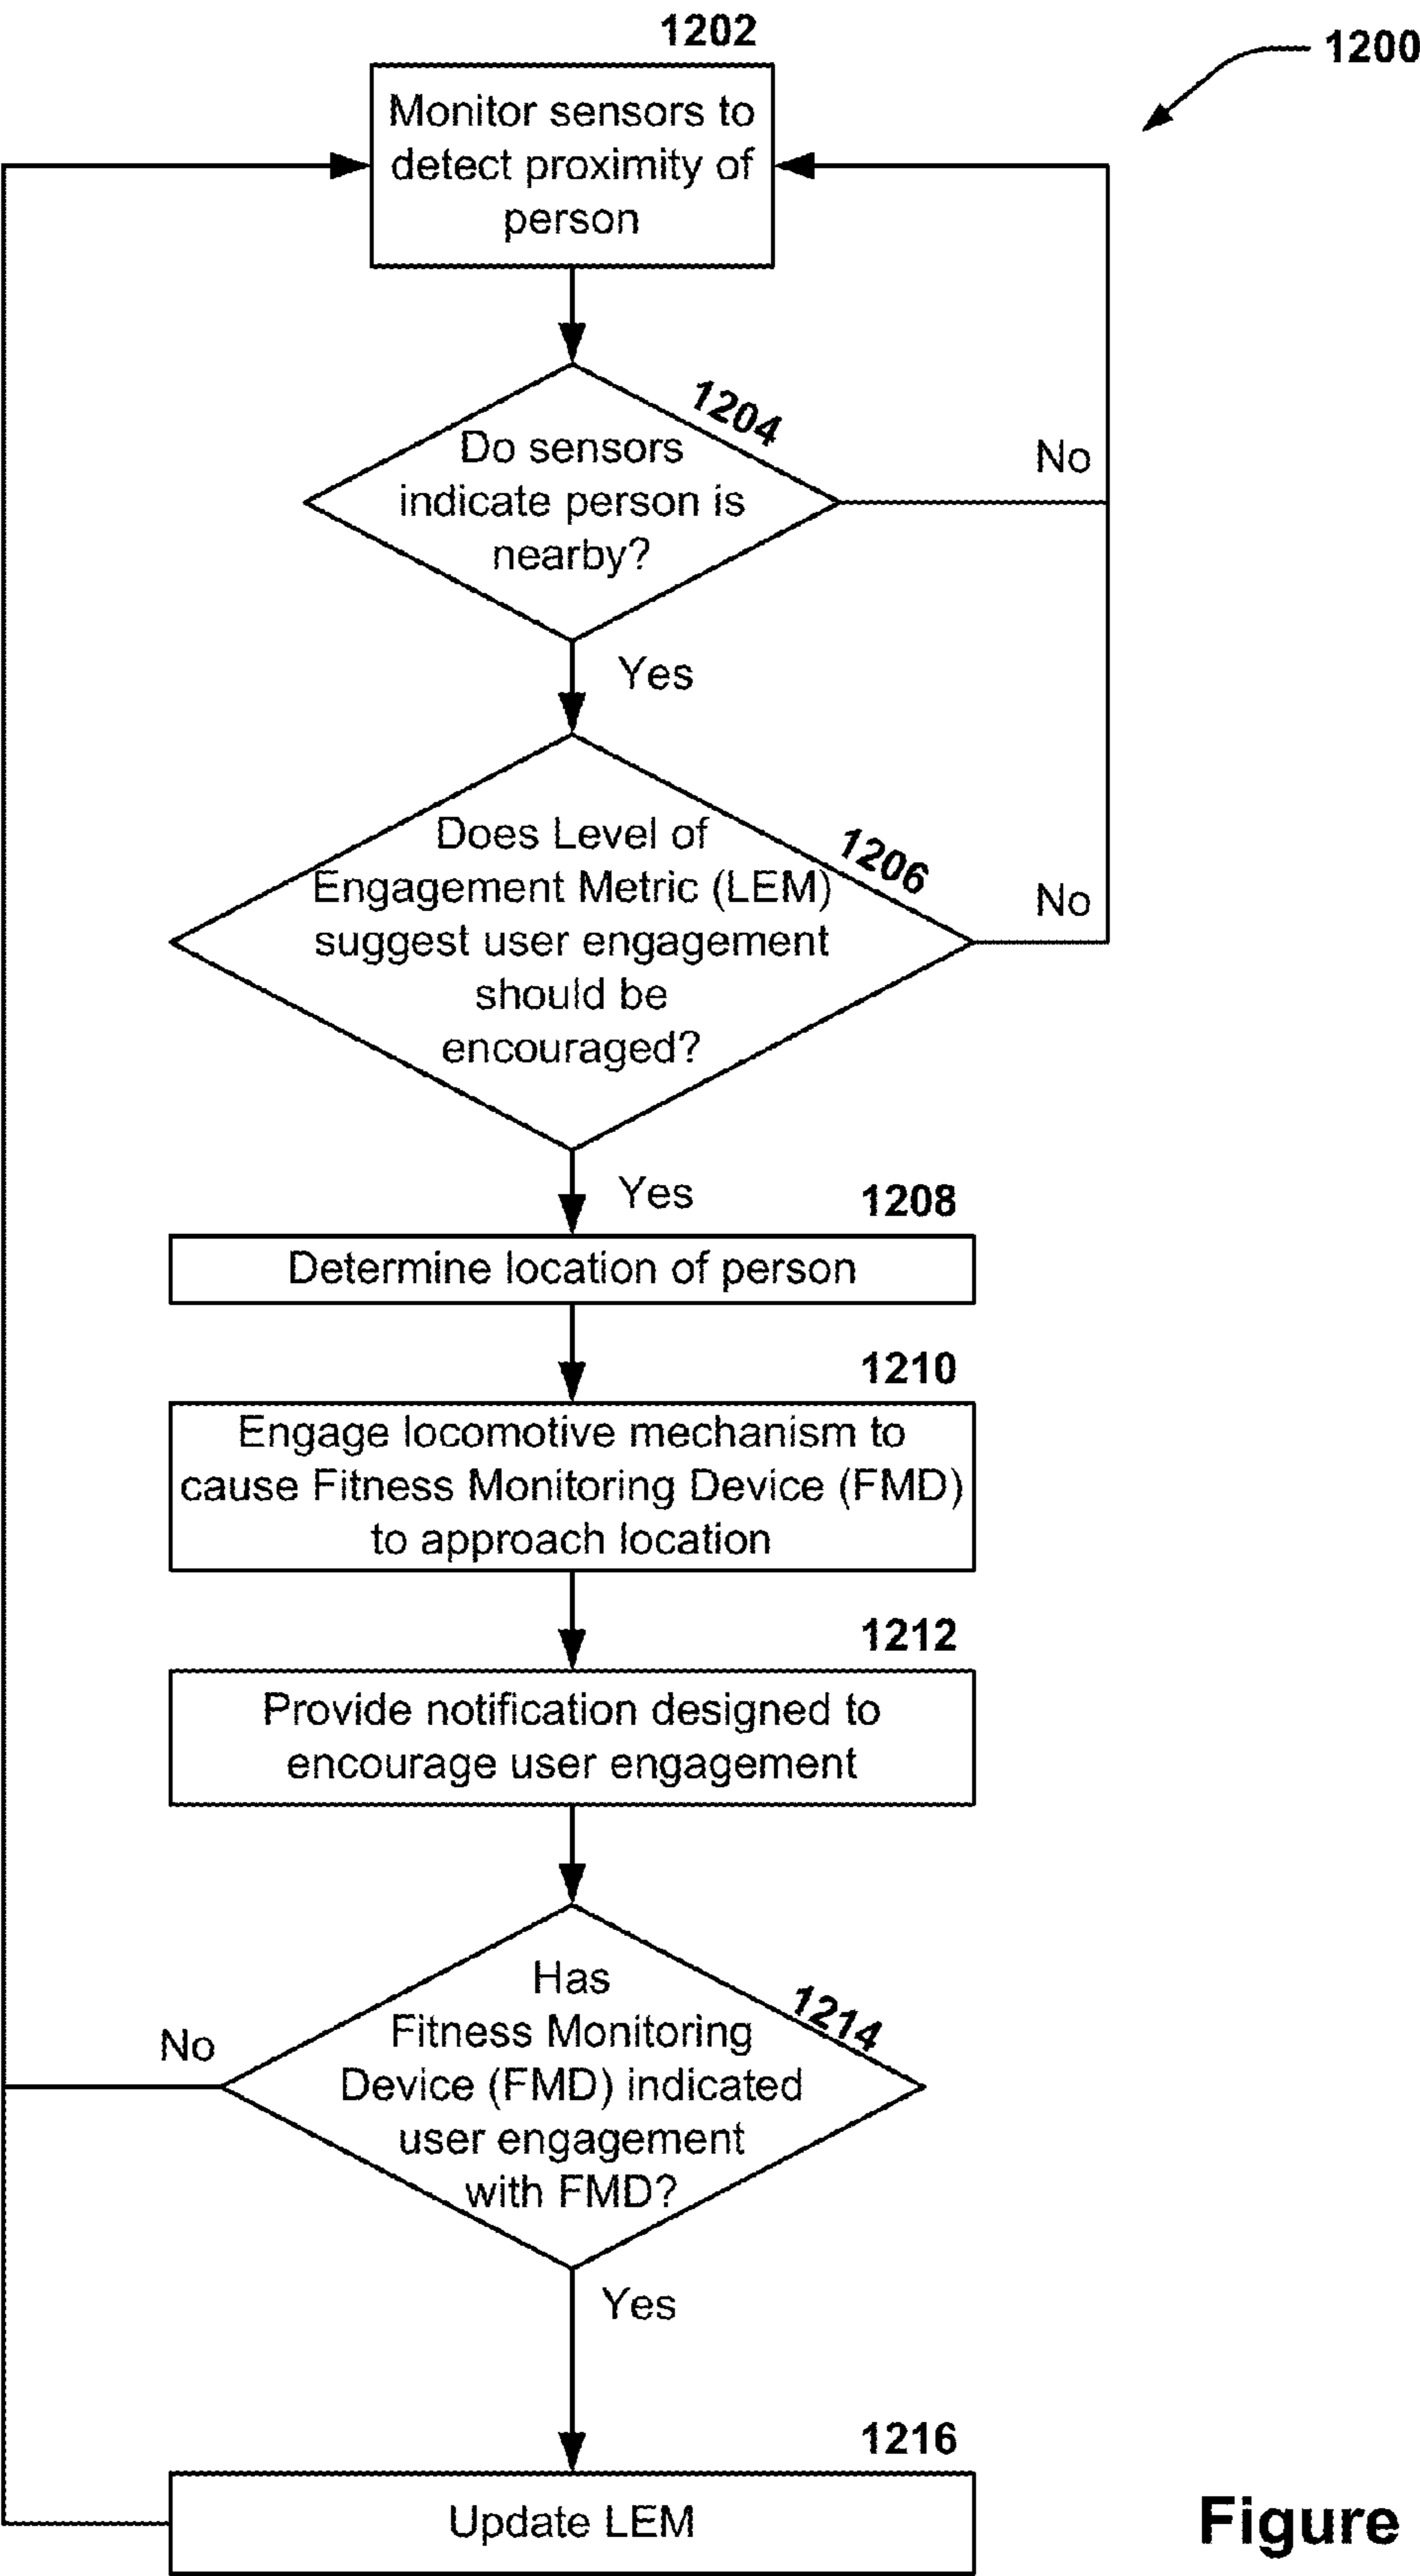 1202
1200
Monitor sensors to
detect proximity of
person
1204
Do sensors
indicate person is
nearby?
No
Yes
1206
Does Level of
Engagement Metric (LEM)
suggest user engagement
should be
encouraged?
No
Yes
1208
Determine location of person
1210
Engage locomotive mechanism to
cause Fitness Monitoring Device (FMD)
to approach location
1212
Provide notification designed to
encourage user engagement
1214
Has
Fitness Monitoring
Device (FMD) indicated
user engagement
with FMD?
No
Yes
1216
Update LEM
Figure